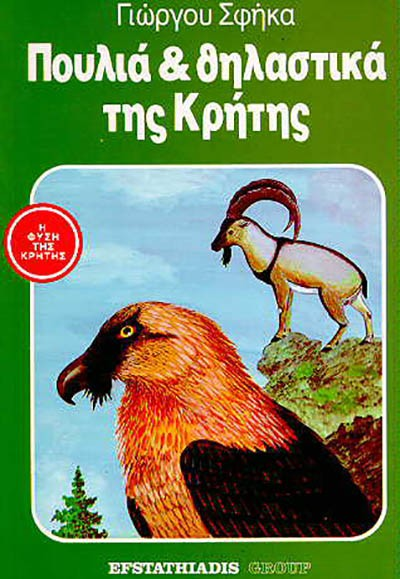 Γιώργου Σφήκα
Πουλιά & θηλαστικά
της Κρήτης
Η
ΦΥΣΗ
ΤΗΣ
ΚΡΗΤΗΣ
EFSTATHIADIS GROUP